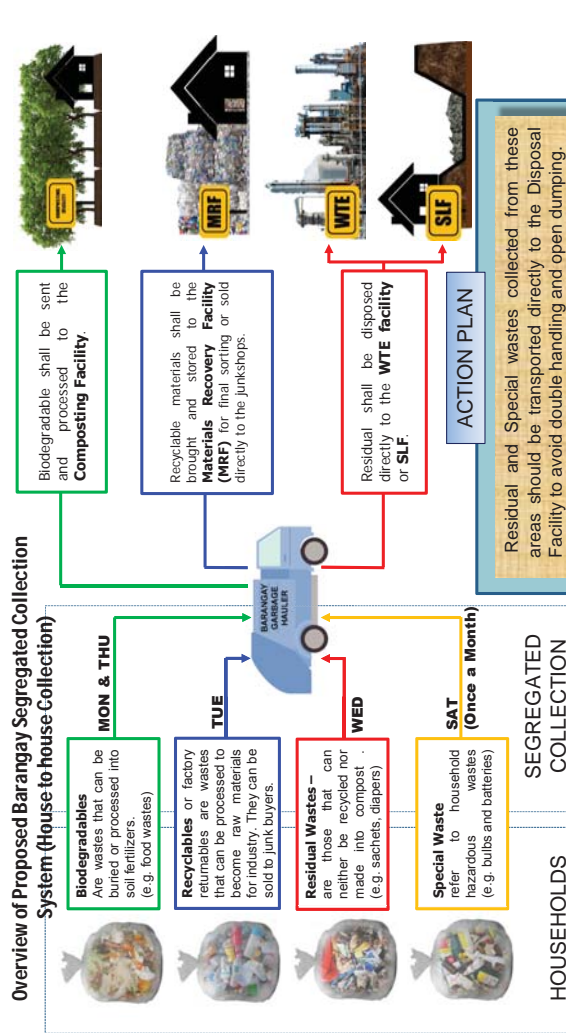 Overview of Proposed Barangay Segregated Collection
System (House to house Collection)
Biodegradables
Are wastes that can be
buried or processed into
soil fertilizers.
(e.g. food wastes)
MON & THU
Recyclables or factory
returnables are wastes
that can be processed to
become raw materials
for industry. They can be
sold to junk buyers.
TUE
Residual Wastes –
are those that can
neither be recycled nor
made into compost .
(e.g. sachets, diapers)
WED
Special Waste
refer to household
hazardous wastes
(e.g. bulbs and batteries)
SAT
(Once a Month)
HOUSEHOLDS
SEGREGATED
COLLECTION
BARANGAY
GARBAGE
HAULER
Biodegradable shall be sent
and processed to the
Composting Facility.
Recyclable materials shall be
brought and stored to the
Materials Recovery Facility
(MRF) for final sorting or sold
directly to the junkshops.
MRF
Residual shall be disposed
directly to the WTE facility
or SLF.
WTE
SLF
ACTION PLAN
Residual and Special wastes collected from these
areas should be transported directly to the Disposal
Facility to avoid double handling and open dumping.